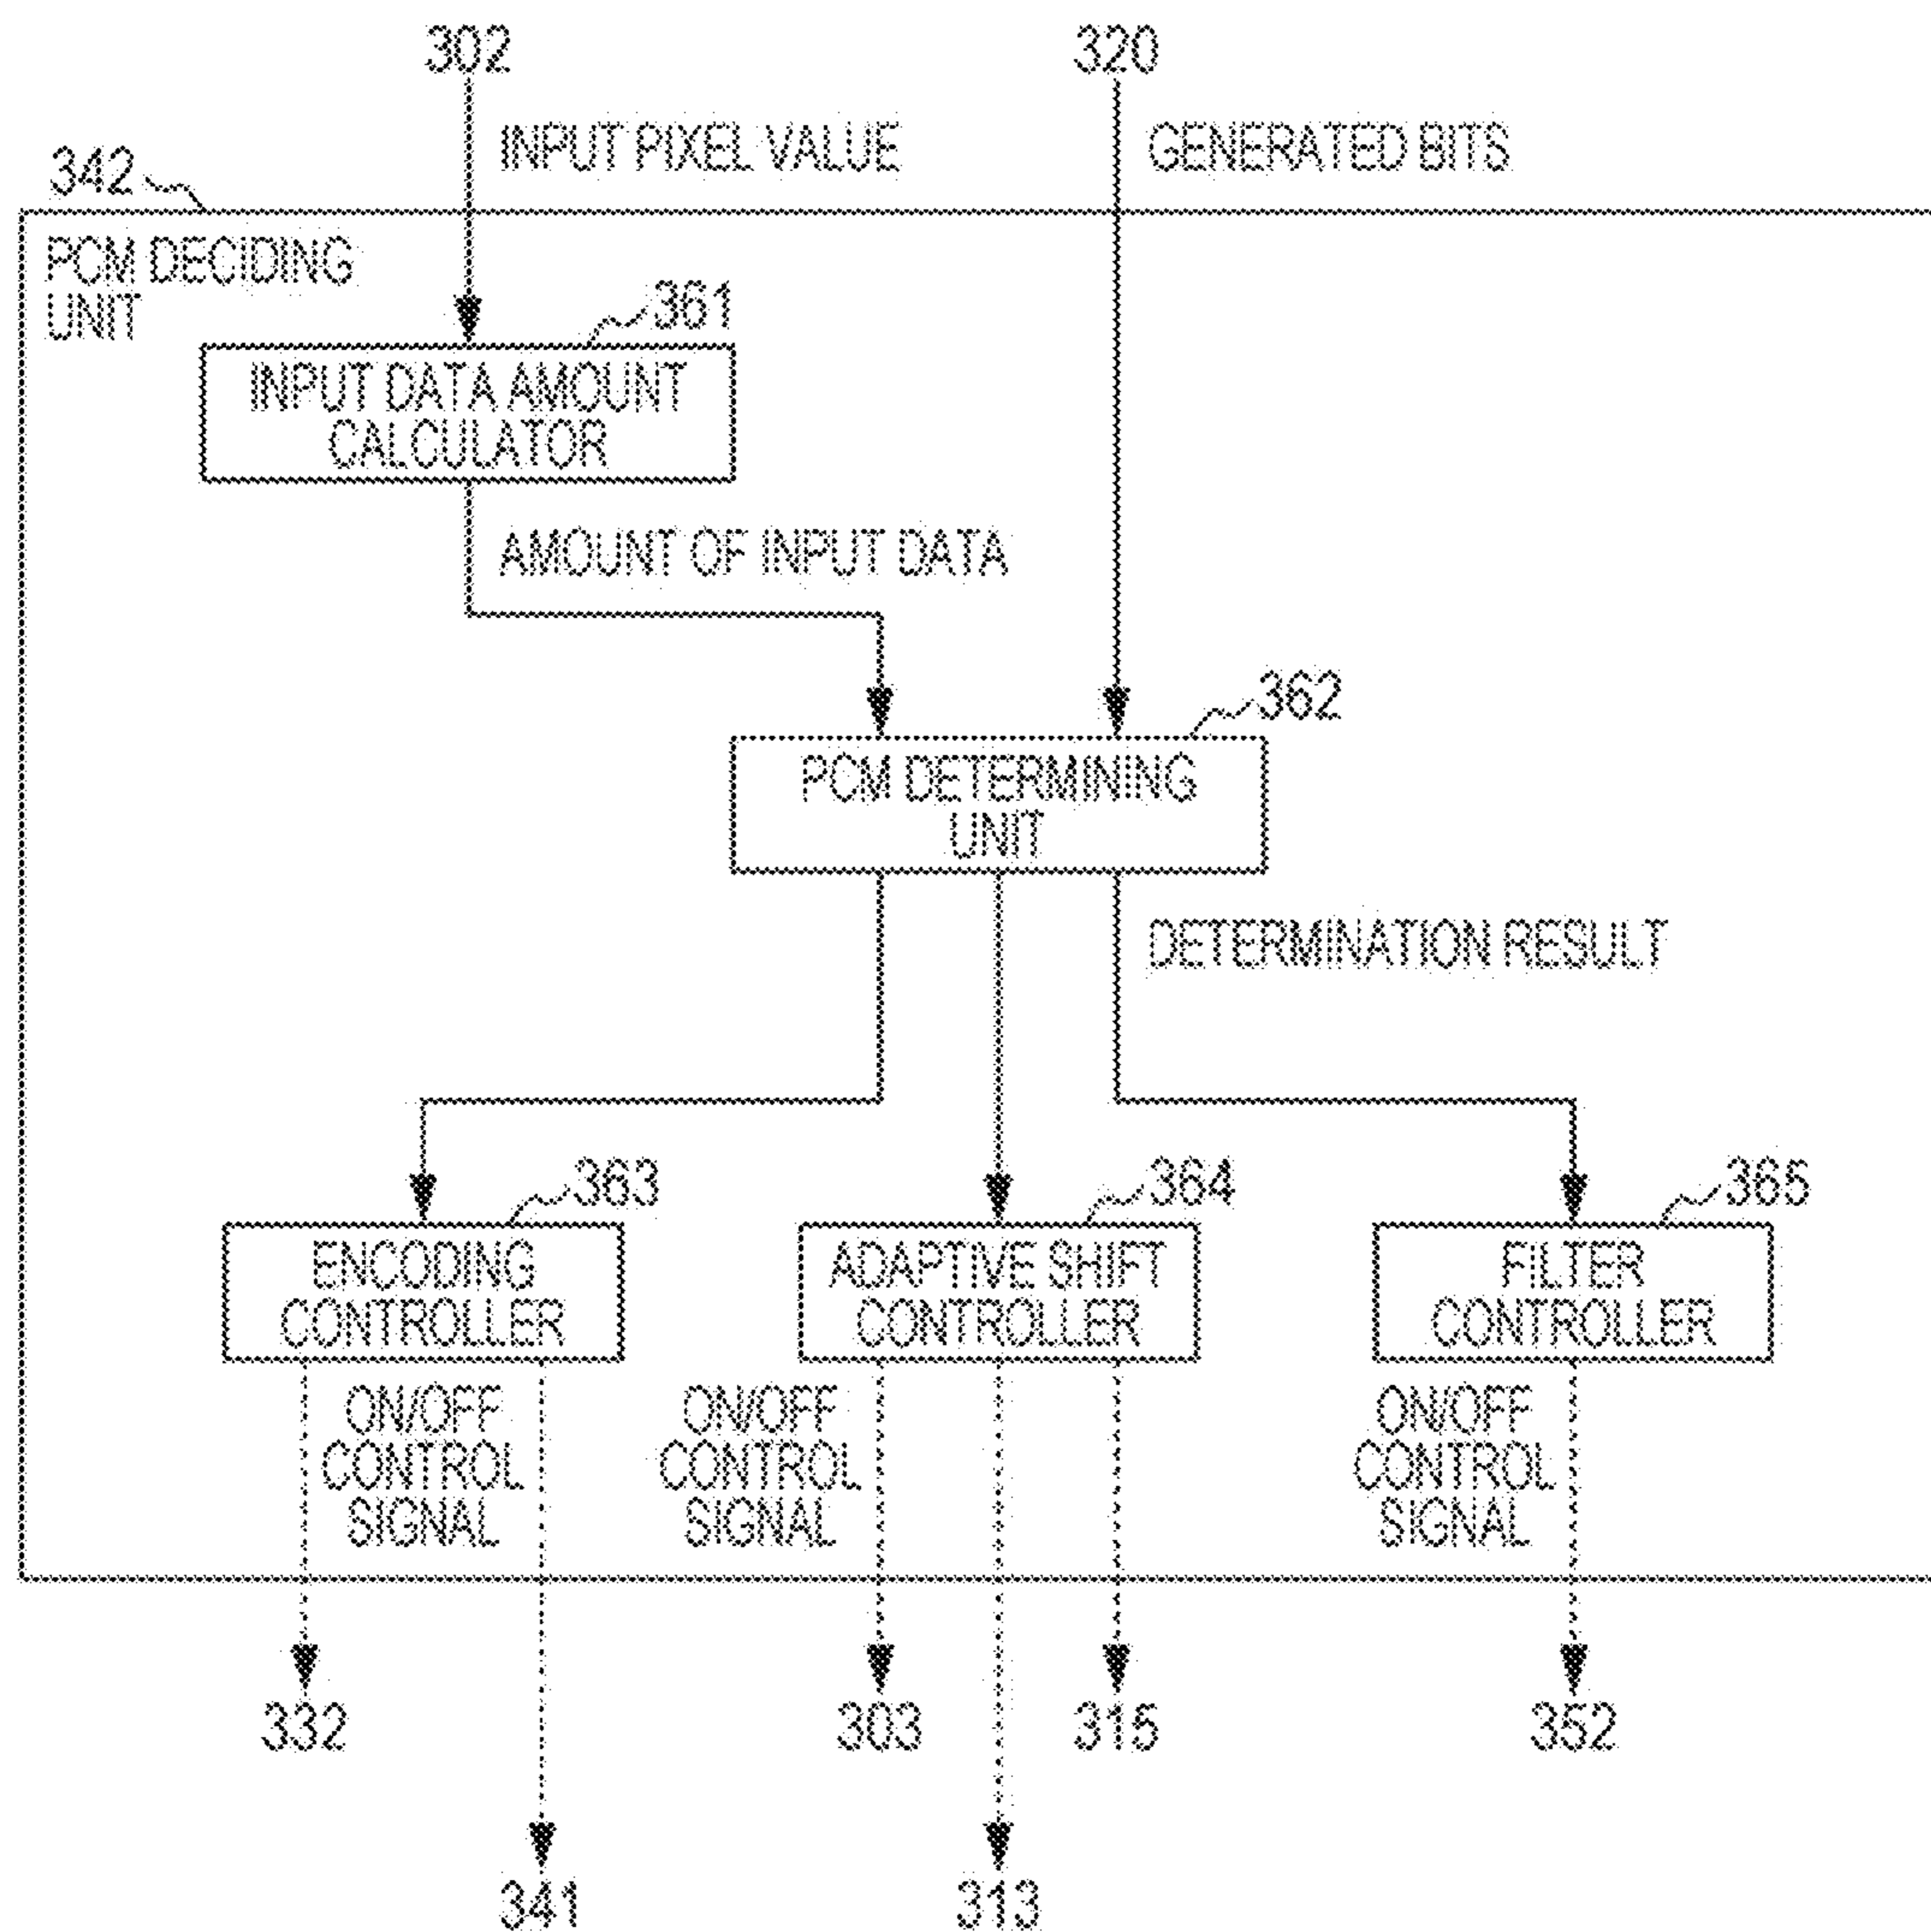 302
320
INPUT PIXEL VALUE
GENERATED BITS
342
PCM DECIDING
UNIT
361
INPUT DATA AMOUNT
CALCULATOR
AMOUNT OF INPUT DATA
362
PCM DETERMINING
UNIT
DETERMINATION RESULT
363
364
365
ENCODING
CONTROLLER
ADAPTIVE SHIFT
CONTROLLER
FILTER
CONTROLLER
ON/OFF
CONTROL
SIGNAL
ON/OFF
CONTROL
SIGNAL
ON/OFF
CONTROL
SIGNAL
332
303
315
352
341
313